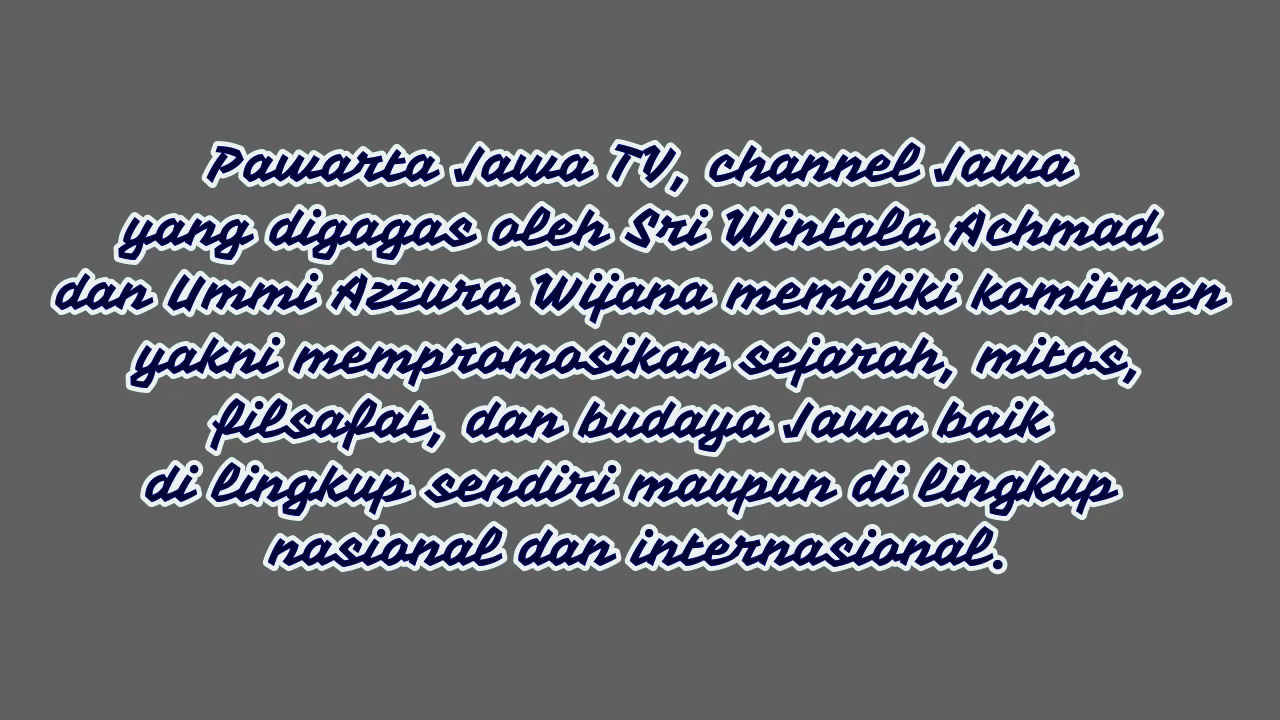 Pawarta Jawa TV, channel Jawa
yang digagas oleh Sri Wintala Achmad
dan Ummi Azzura Wijana memiliki komitmen
yakni mempromosikan sejarah, mitos,
filsafat, dan budaya Jawa baik
di lingkup sendiri maupun di lingkup
nasional dan internasional.